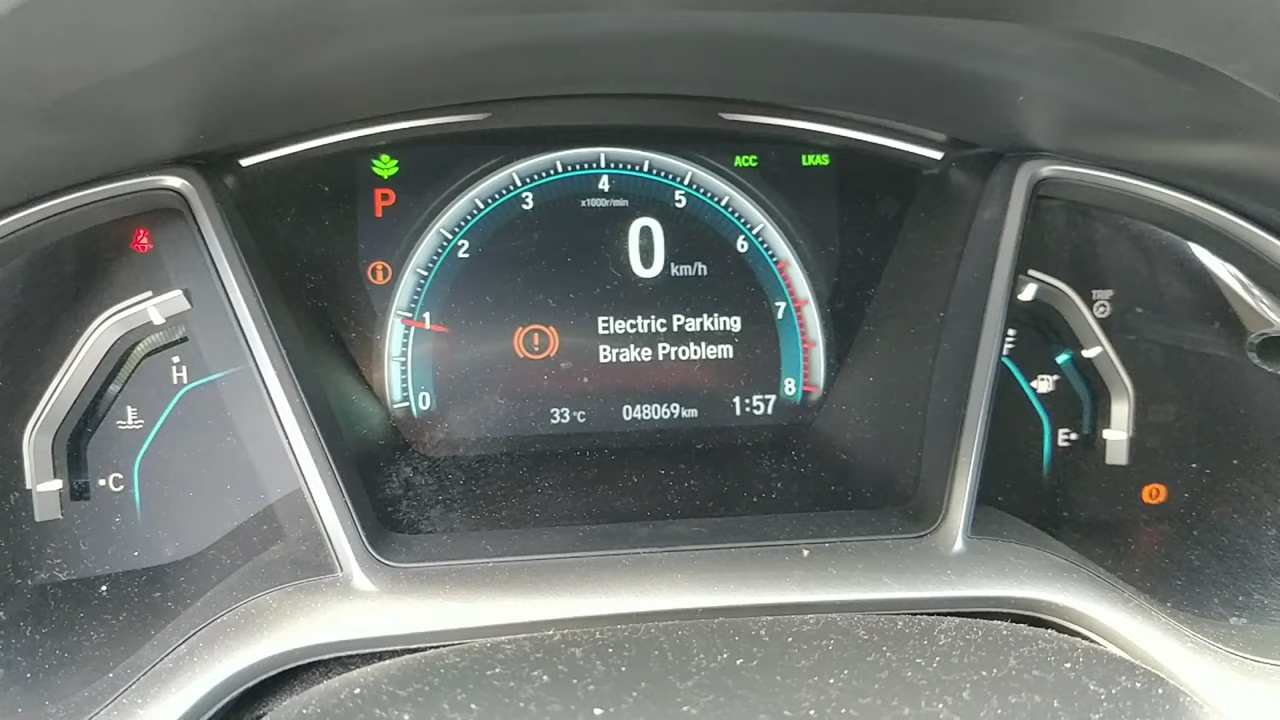 ACC LKAS
P
4
3 x1000r/min 5
2 0 km/h 6
1 7
Electric Parking
Brake Problem
0 8
33°C 048069km 1:57
H
C
TRIP
F
E